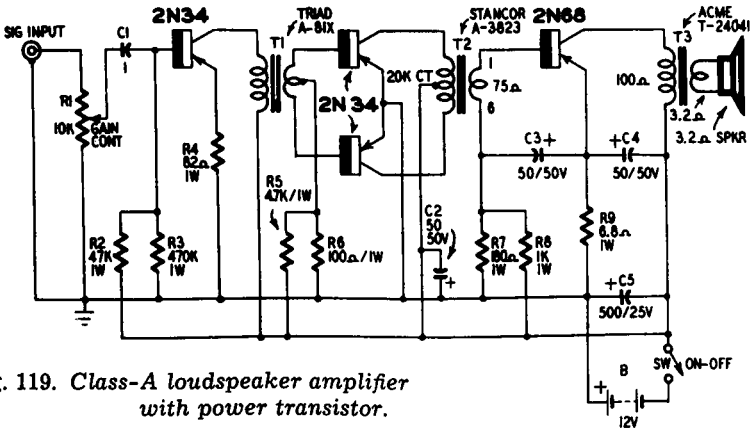 2N34
TRIAD
A-81X
STANCOR
A-3823
2N68
ACME
T-24041
SIG INPUT
C1
1
T1
T2
T3
R1
10K
GAIN
CONT
20K CT
2N34
1
75Ω
6
100Ω
3.2Ω
3.2Ω SPKR
R4
82Ω
1W
C3 +
50/50V
+ C4
50/50V
R5
4.7K/1W
R2
47K
1W
R3
470K
1W
R6
100Ω/1W
C2
50
50V
+
R7
180Ω
1W
R8
1K
1W
R9
6.8Ω
1W
+ C5
500/25V
SW
ON-OFF
B
+
12V
. 119. Class-A loudspeaker amplifier
with power transistor.